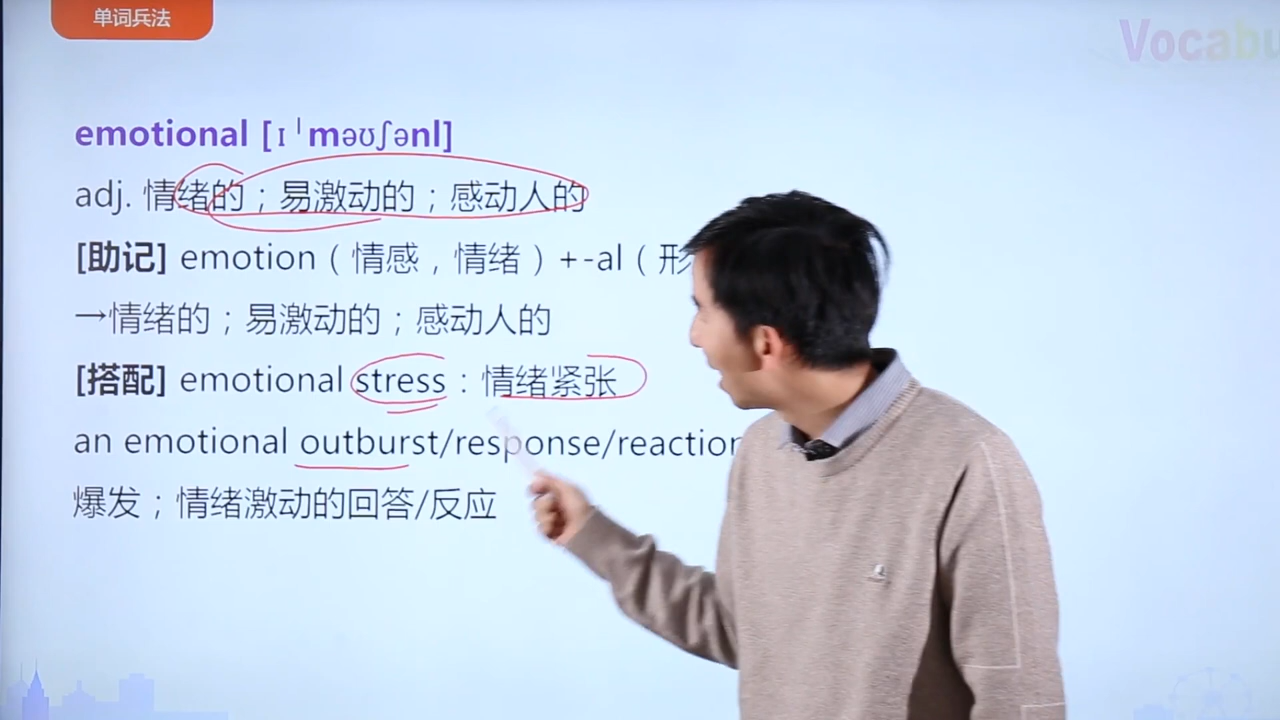 单词兵法
Vocabu
emotional [ɪˈməʊʃənl]
adj. 情绪的；易激动的；感动人的
[助记] emotion（情感，情绪）+-al（形
→情绪的；易激动的；感动人的
[搭配] emotional stress：情绪紧张
an emotional outburst/response/reaction
爆发；情绪激动的回答/反应